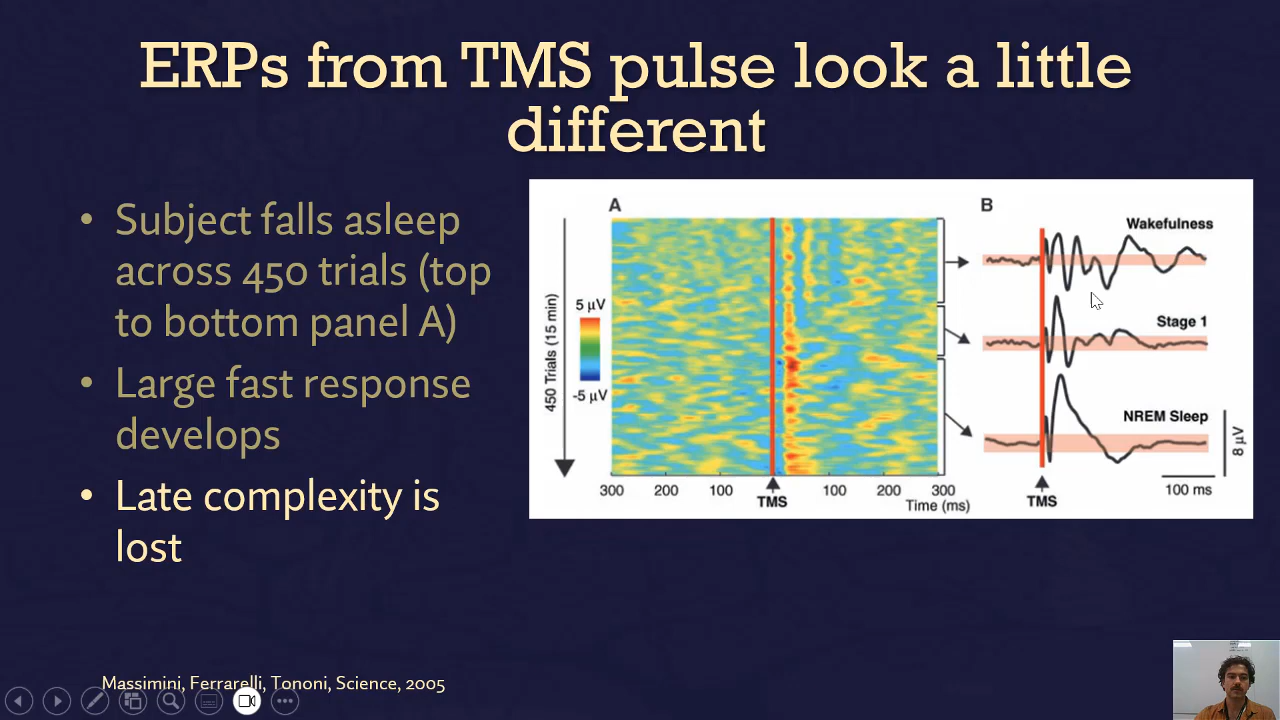 ERPs from TMS pulse look a little
different
• Subject falls asleep
across 450 trials (top
to bottom panel A)
• Large fast response
develops
• Late complexity is
lost
A
450 Trials (15 min)
5 µV
-5 µV
300 200 100 100 200 300
TMS
Time (ms)
B
Wakefulness
Stage 1
NREM Sleep
8 µV
100 ms
TMS
Massimini, Ferrarelli, Tononi, Science, 2005